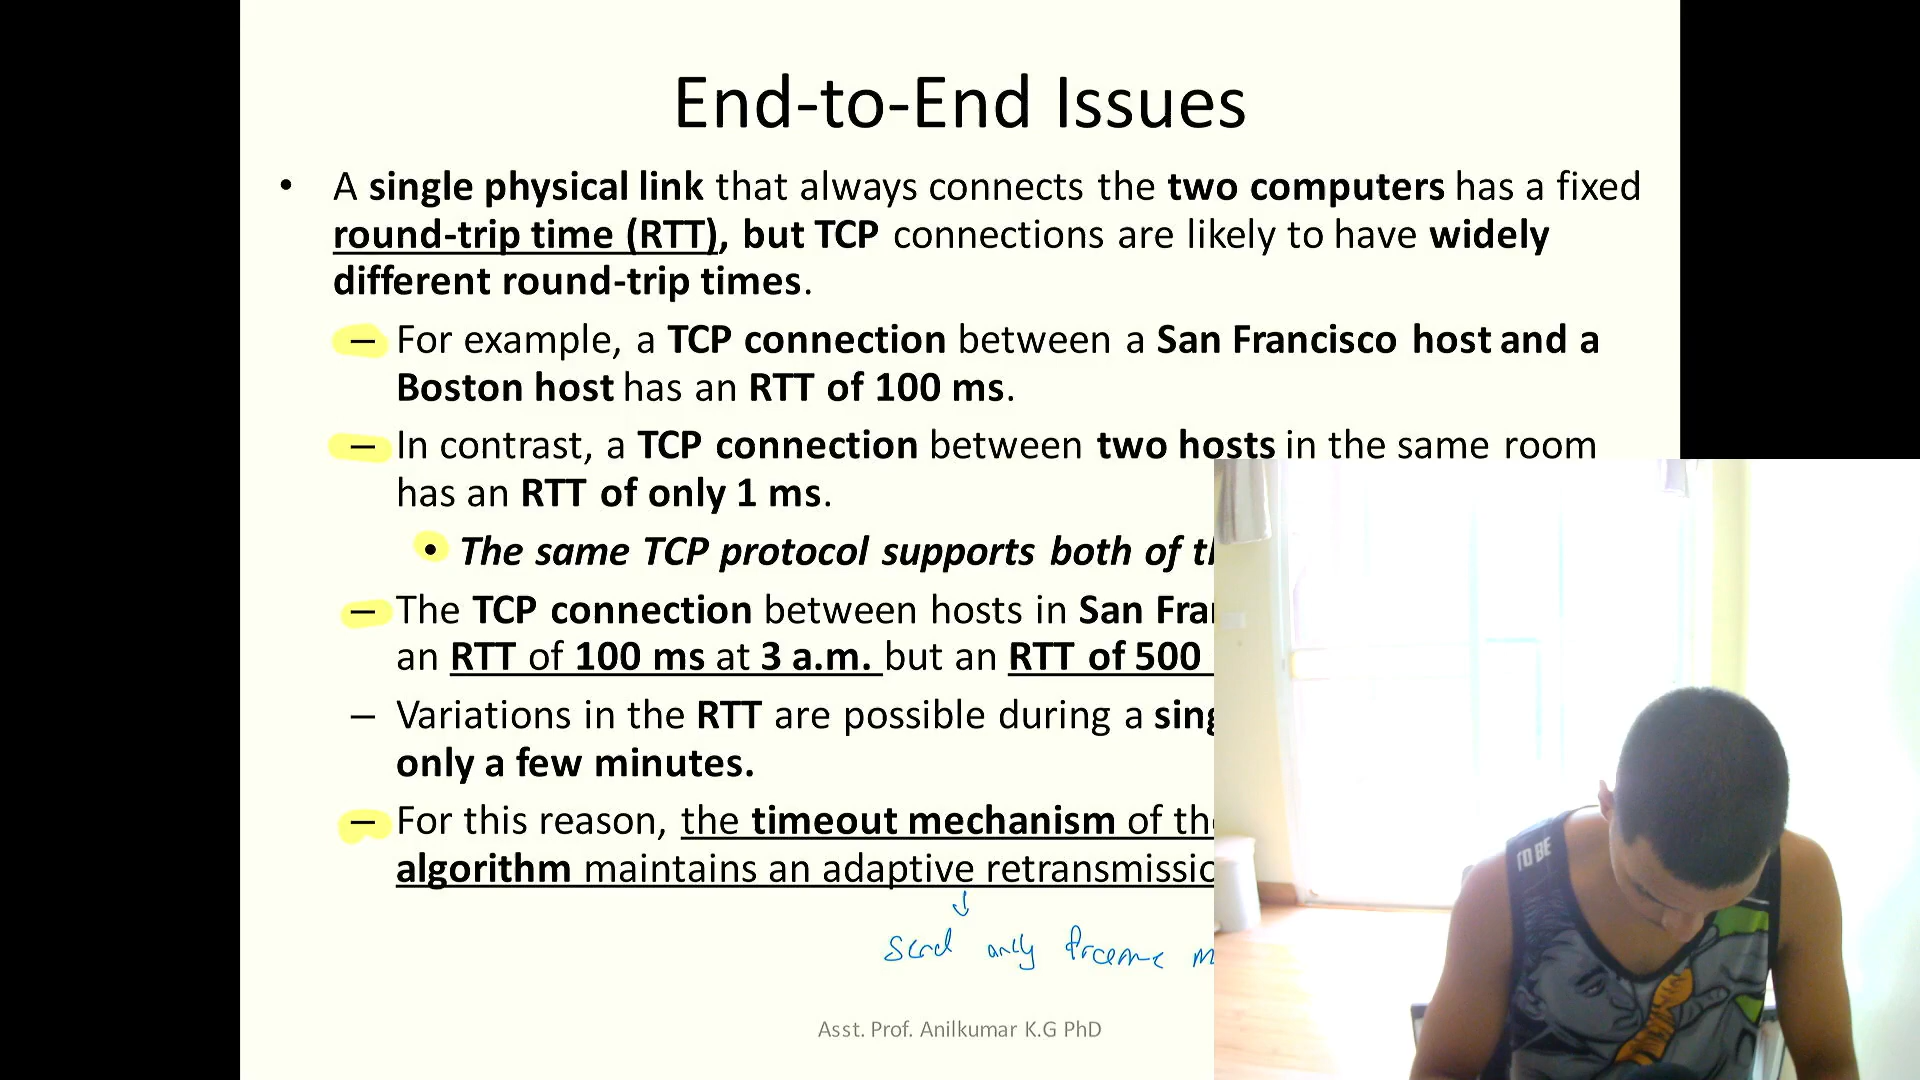 End-to-End Issues
• A single physical link that always connects the two computers has a fixed
round-trip time (RTT), but TCP connections are likely to have widely
different round-trip times.
– For example, a TCP connection between a San Francisco host and a
Boston host has an RTT of 100 ms.
– In contrast, a TCP connection between two hosts in the same room
has an RTT of only 1 ms.
• The same TCP protocol supports both of
– The TCP connection between hosts in San
an RTT of 100 ms at 3 a.m. but an RTT of 500
– Variations in the RTT are possible during a
only a few minutes.
– For this reason, the timeout mechanism of
algorithm maintains an adaptive
only
Asst. Prof. Anilkumar K.G PhD
TO BE